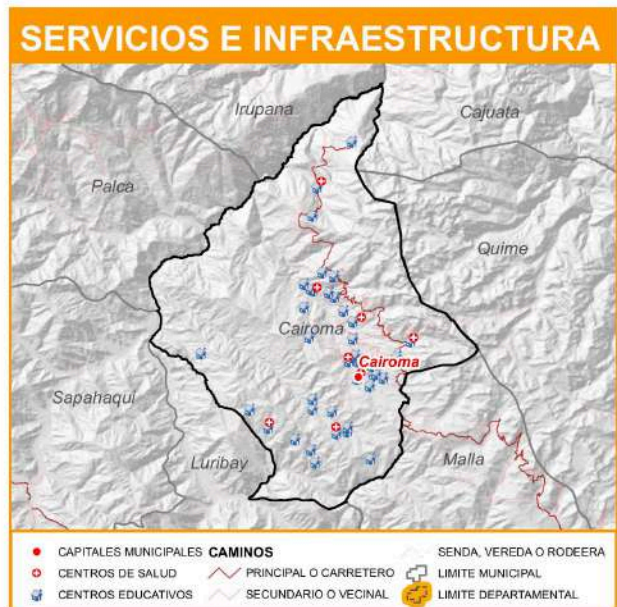 SERVICIOS E INFRAESTRUCTURA
Irupana
Cajuata
Palca
Quime
Cairoma
Cairoma
Sapahaqui
Luribay
Malla
CAPITALES MUNICIPALES CAMINOS SENDA, VEREDA O RODEERA
CENTROS DE SALUD PRINCIPAL O CARRETERO LIMITE MUNICIPAL
CENTROS EDUCATIVOS SECUNDARIO O VECINAL LIMITE DEPARTAMENTAL